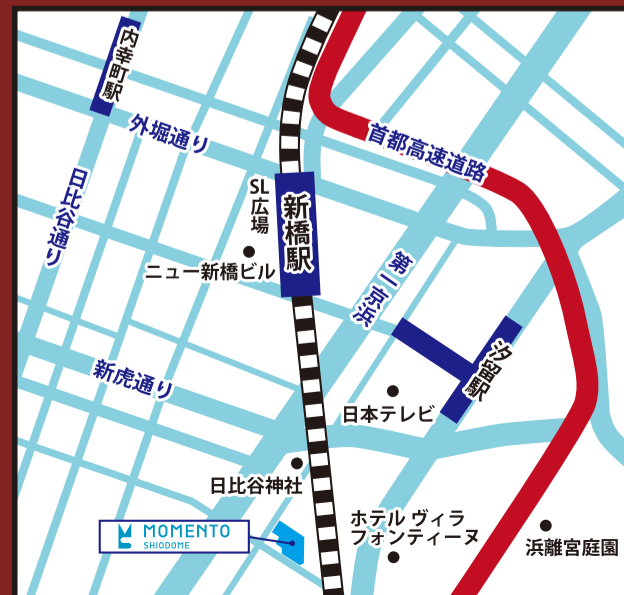 内幸町駅
外堀通り
首都高速道路
日比谷通り
SL
広場
新橋駅
ニュー新橋ビル
第一京浜
汐留駅
新虎通り
日本テレビ
日比谷神社
MOMENTO
SHIODOME
ホテル ヴィラ
フォンティーヌ
浜離宮庭園